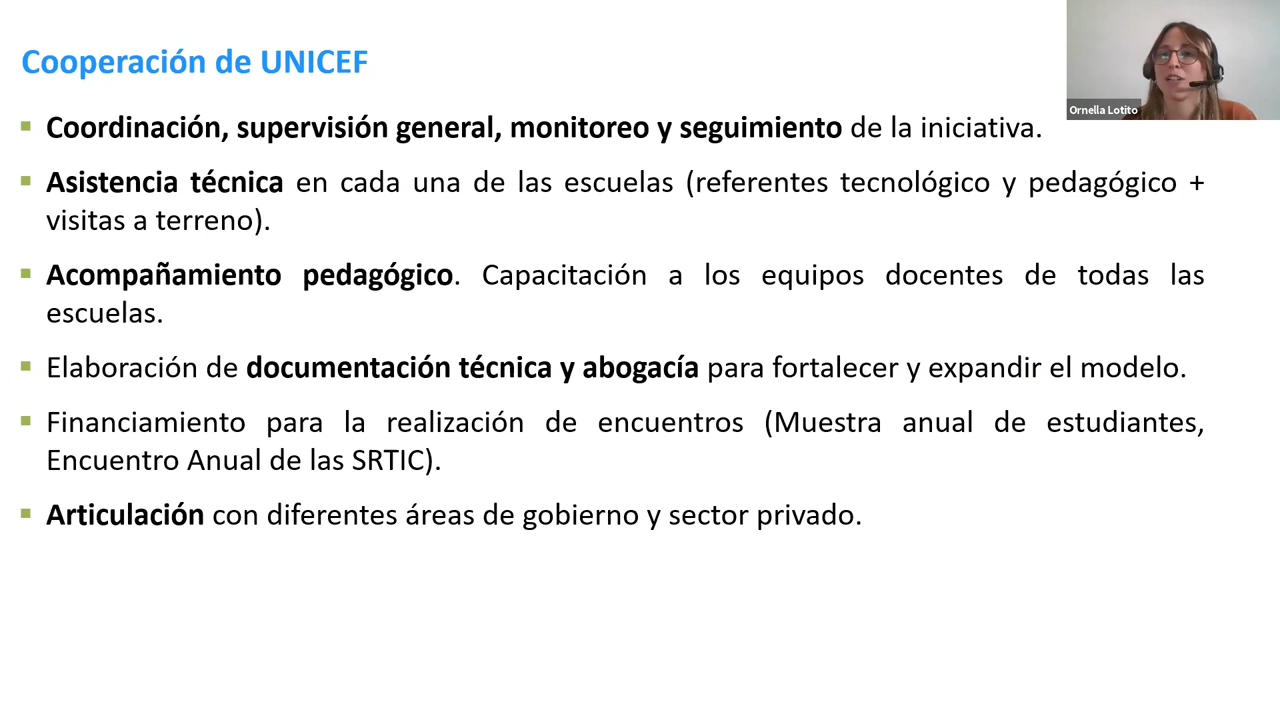 Cooperación de UNICEF
Ornella Lotito
▪ Coordinación, supervisión general, monitoreo y seguimiento de la iniciativa.
▪ Asistencia técnica en cada una de las escuelas (referentes tecnológico y pedagógico +
visitas a terreno).
▪ Acompañamiento pedagógico. Capacitación a los equipos docentes de todas las
escuelas.
▪ Elaboración de documentación técnica y abogacía para fortalecer y expandir el modelo.
▪ Financiamiento para la realización de encuentros (Muestra anual de estudiantes,
Encuentro Anual de las SRTIC).
▪ Articulación con diferentes áreas de gobierno y sector privado.